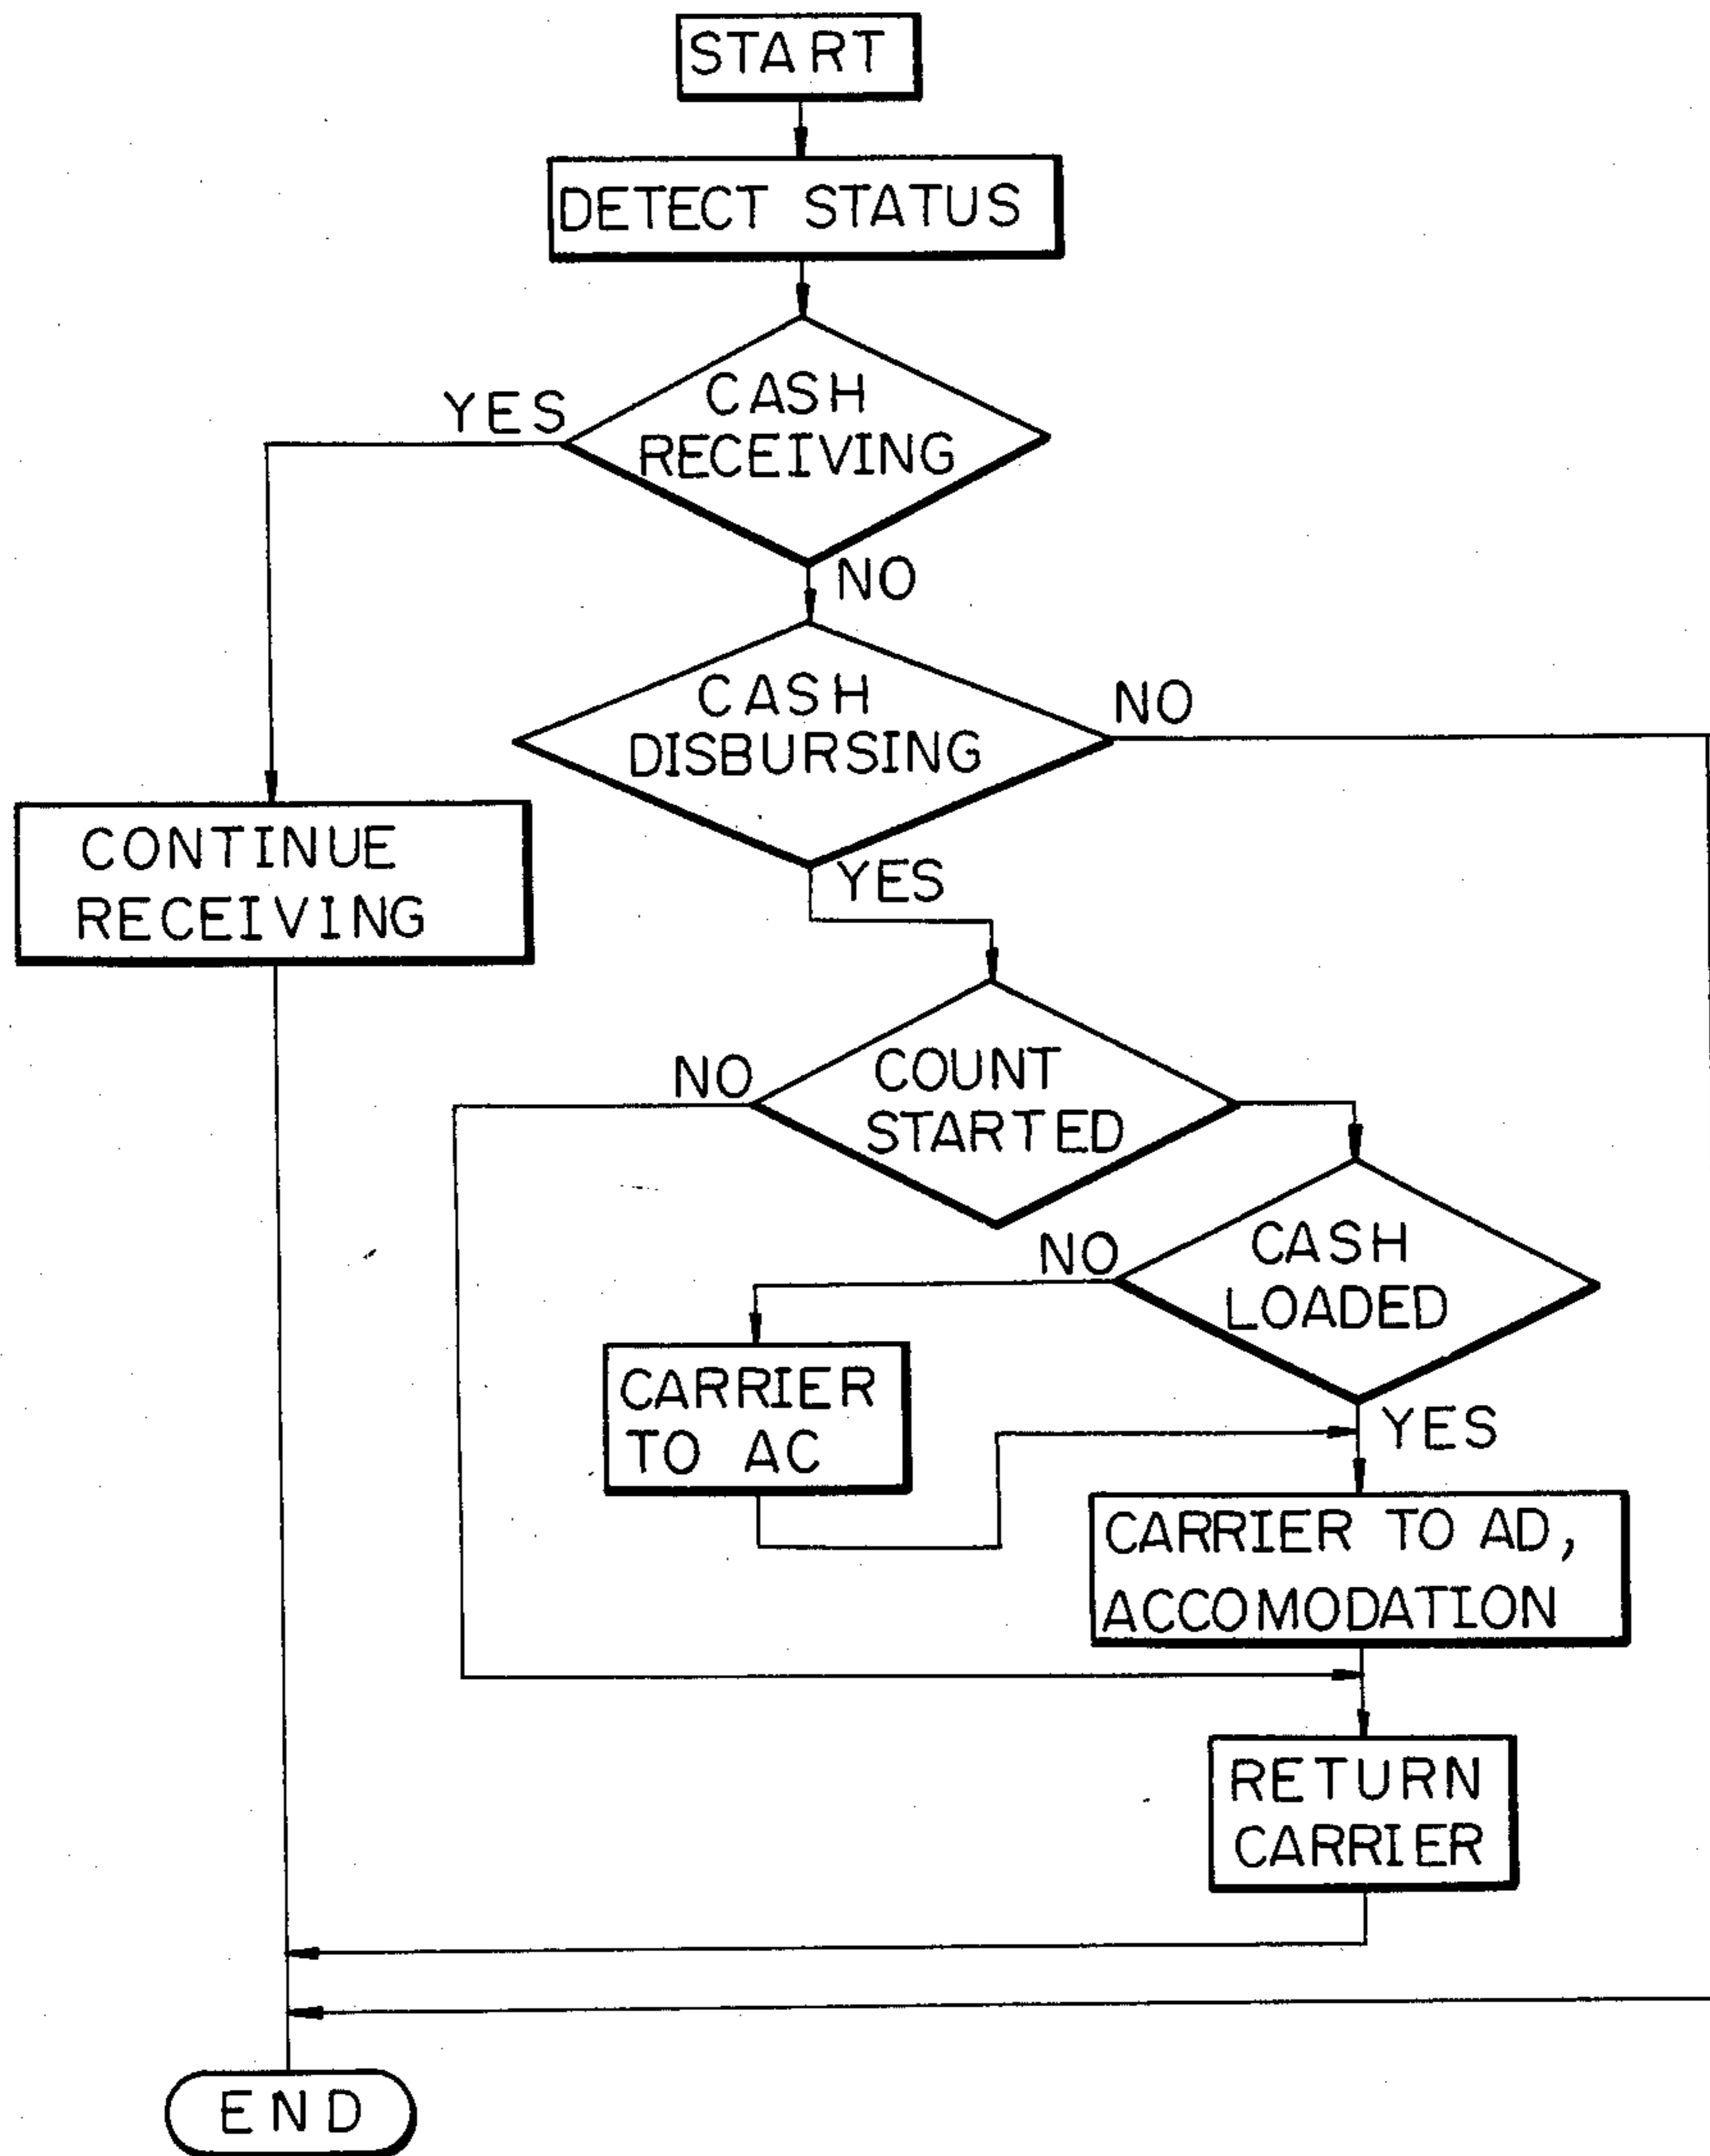 START
DETECT STATUS
YES
CASH
RECEIVING
NO
CASH
DISBURSING
NO
YES
CONTINUE
RECEIVING
NO
COUNT
STARTED
NO
CASH
LOADED
YES
CARRIER
TO AC
CARRIER TO AD,
ACCOMODATION
RETURN
CARRIER
END